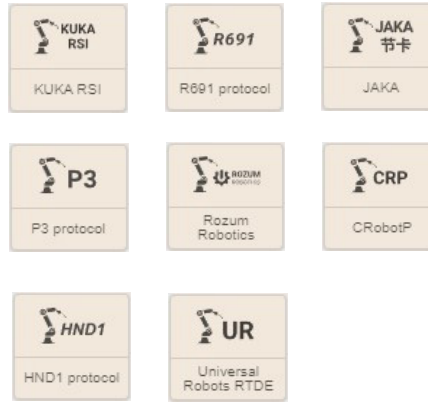 KUKA
RSI
KUKA RSI
R691
R691 protocol
JAKA
节卡
JAKA
P3
P3 protocol
ROZUM
ROBOTICS
Rozum
Robotics
CRP
CRobotP
HND1
HND1 protocol
UR
Universal
Robots RTDE